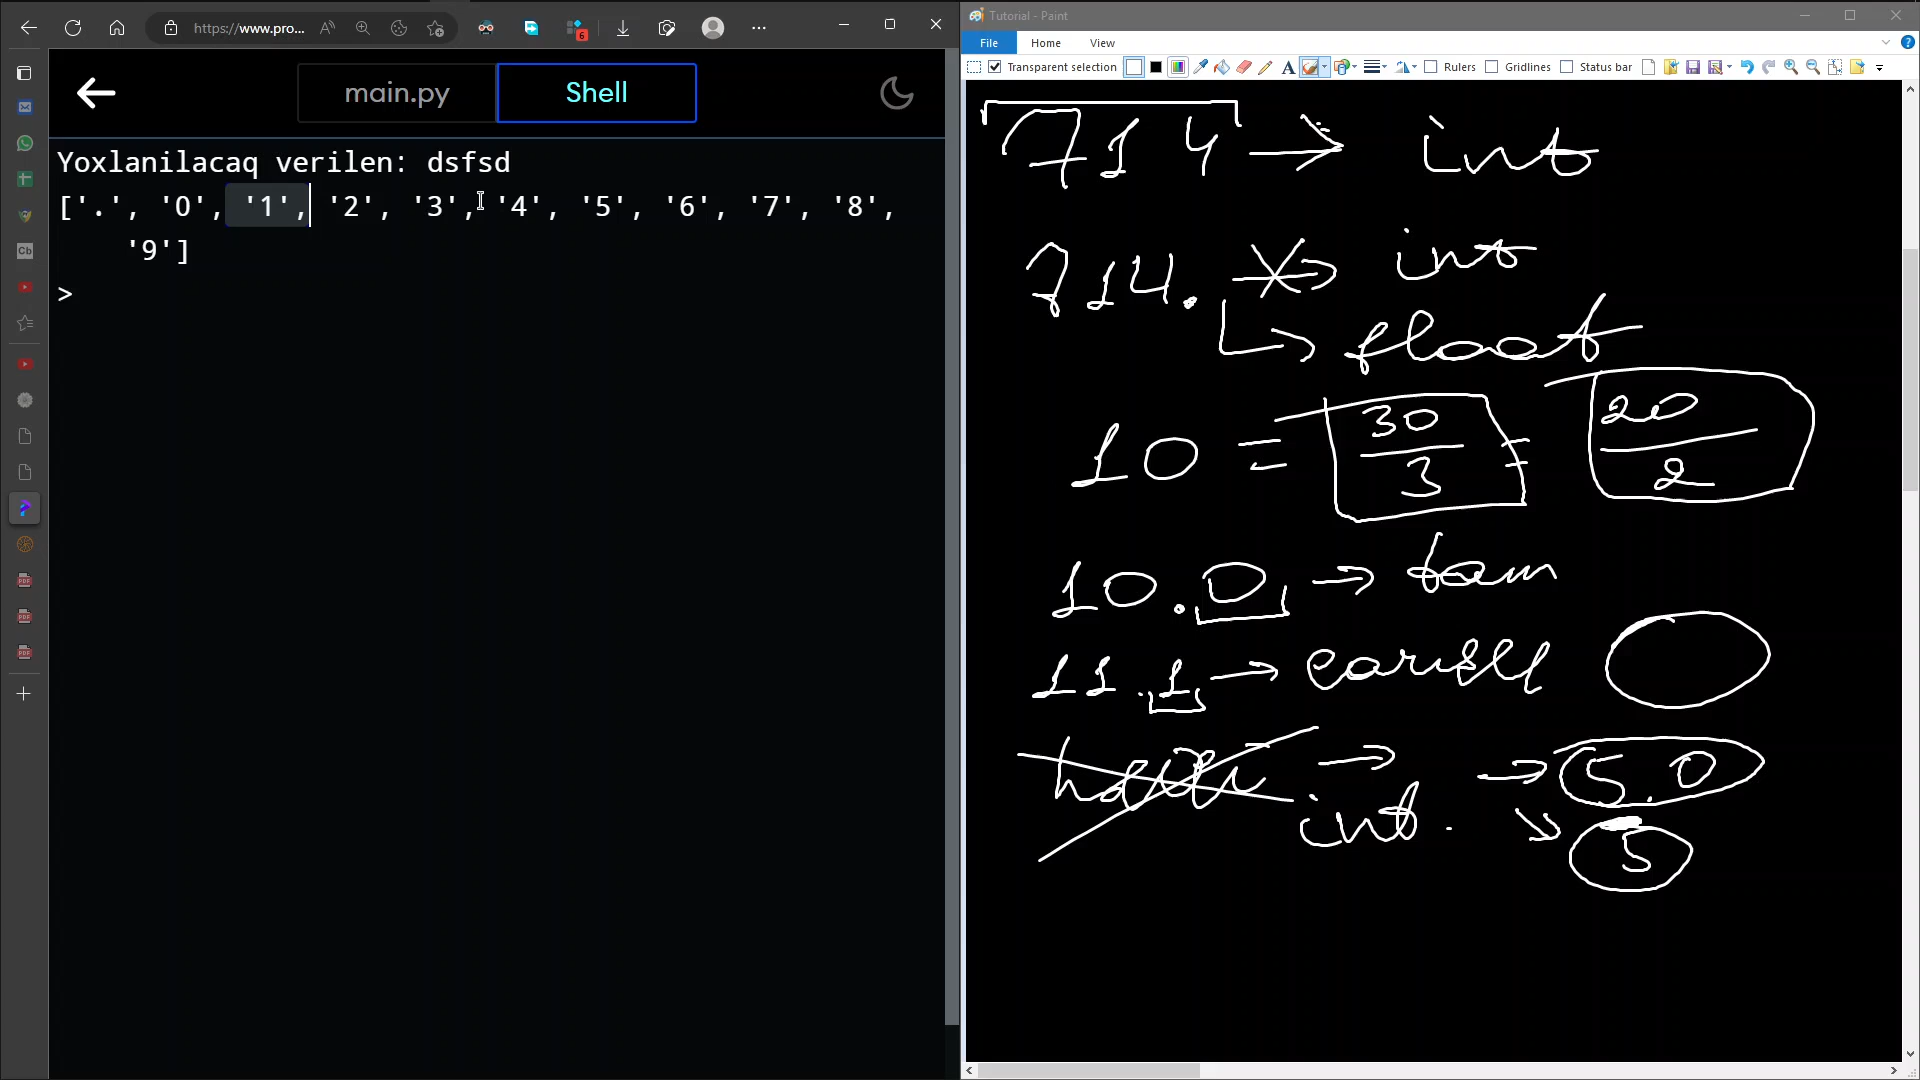 https://www.pro...
6
main.py
Shell
Yoxlanilacaq verilen: dsfsd
['.', '0', '1', '2', '3', '4', '5', '6', '7', '8',
'9']
>
Tutorial - Paint
File
Home
View
Transparent selection
Rulers
Gridlines
Status bar
714 → int
714. → int
↳ float
10 = 30/3 = 20/2
10.0 → tam
11.1 →
→ int. → 5.0
↘ 5